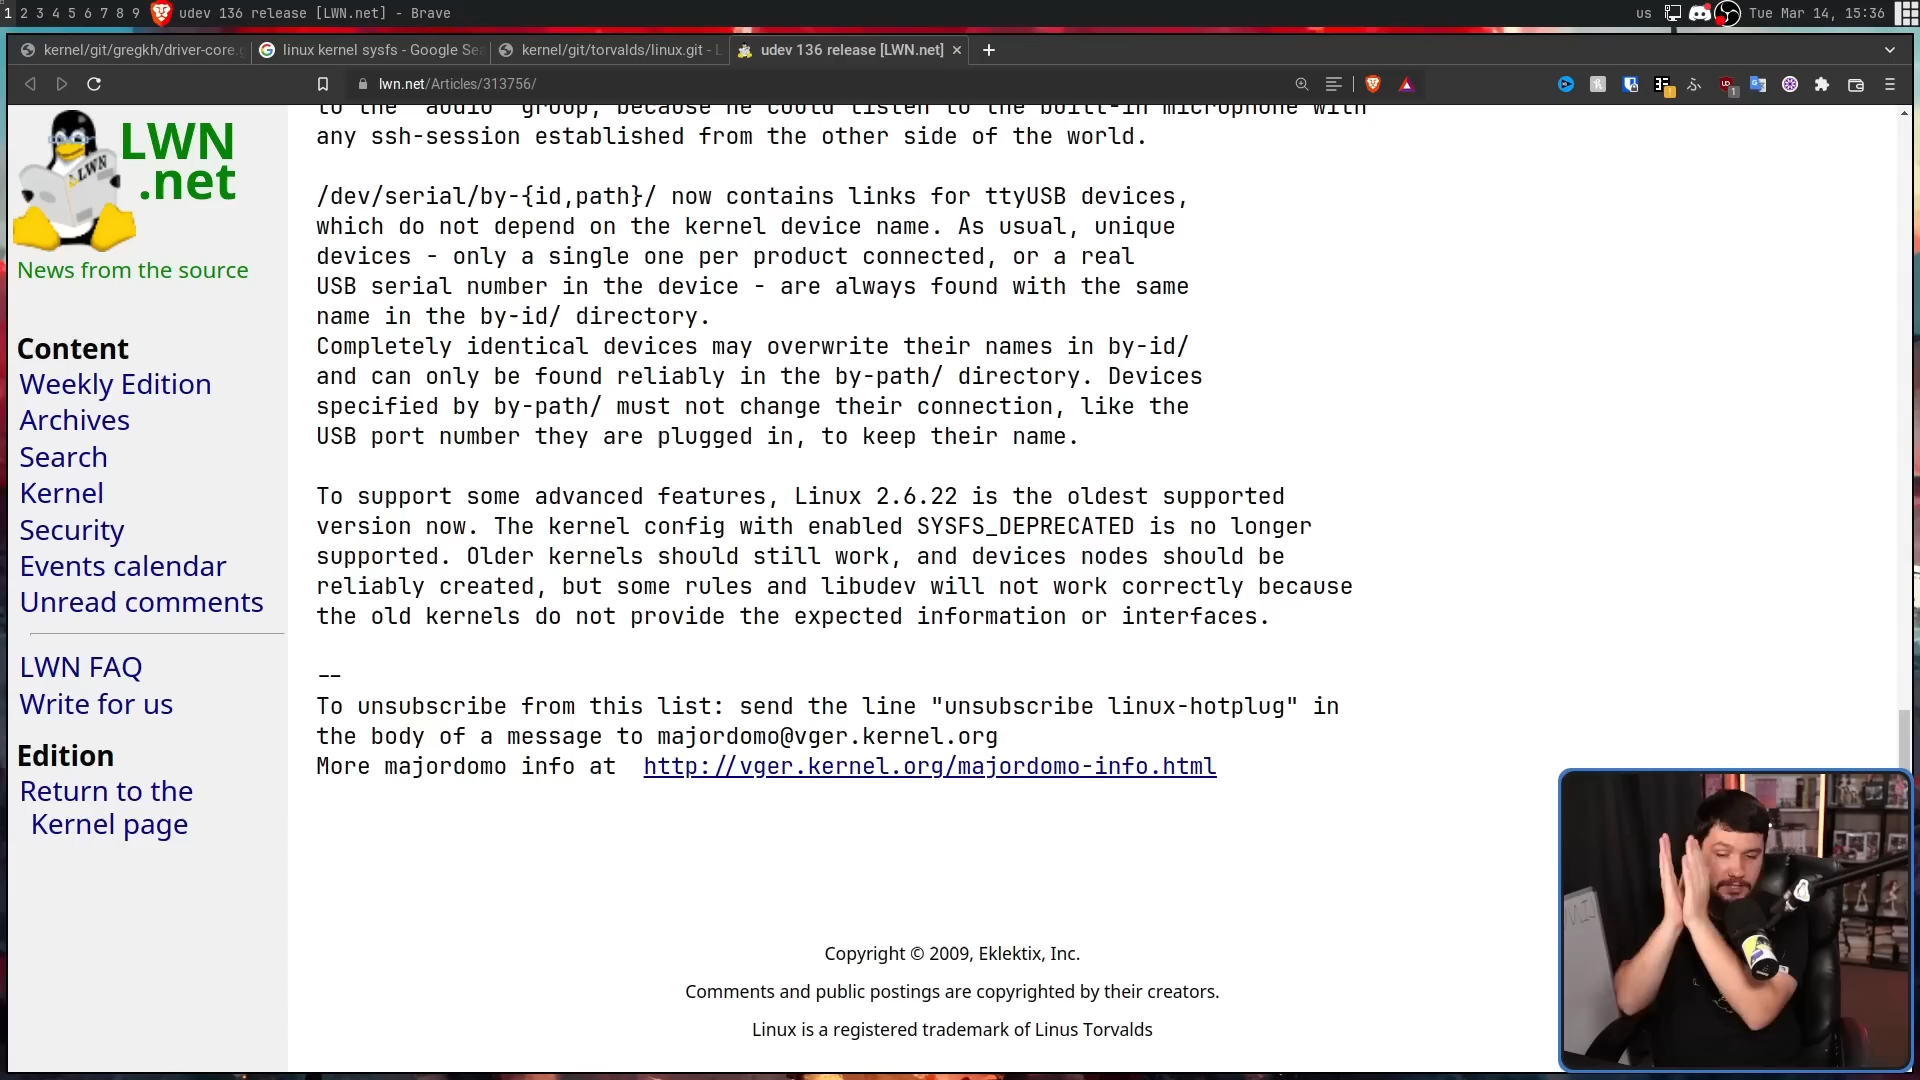 1 2 3 4 5 6 7 8 9 udev 136 release [LWN.net] - Brave
us Tue Mar 14, 15:36
kernel/git/gregkh/driver-core.g
linux kernel sysfs - Google Sea
kernel/git/torvalds/linux.git - L
udev 136 release [LWN.net]
lwn.net/Articles/313756/
LWN
.net
News from the source
Content
Weekly Edition
Archives
Search
Kernel
Security
Events calendar
Unread comments
LWN FAQ
Write for us
Edition
Return to the
Kernel page
to the "audio" group, because he could listen to the built-in microphone with
any ssh-session established from the other side of the world.
/dev/serial/by-{id,path}/ now contains links for ttyUSB devices,
which do not depend on the kernel device name. As usual, unique
devices - only a single one per product connected, or a real
USB serial number in the device - are always found with the same
name in the by-id/ directory.
Completely identical devices may overwrite their names in by-id/
and can only be found reliably in the by-path/ directory. Devices
specified by by-path/ must not change their connection, like the
USB port number they are plugged in, to keep their name.
To support some advanced features, Linux 2.6.22 is the oldest supported
version now. The kernel config with enabled SYSFS_DEPRECATED is no longer
supported. Older kernels should still work, and devices nodes should be
reliably created, but some rules and libudev will not work correctly because
the old kernels do not provide the expected information or interfaces.
--
To unsubscribe from this list: send the line "unsubscribe linux-hotplug" in
the body of a message to majordomo@vger.kernel.org
More majordomo info at  http://vger.kernel.org/majordomo-info.html
Copyright © 2009, Eklektix, Inc.
Comments and public postings are copyrighted by their creators.
Linux is a registered trademark of Linus Torvalds